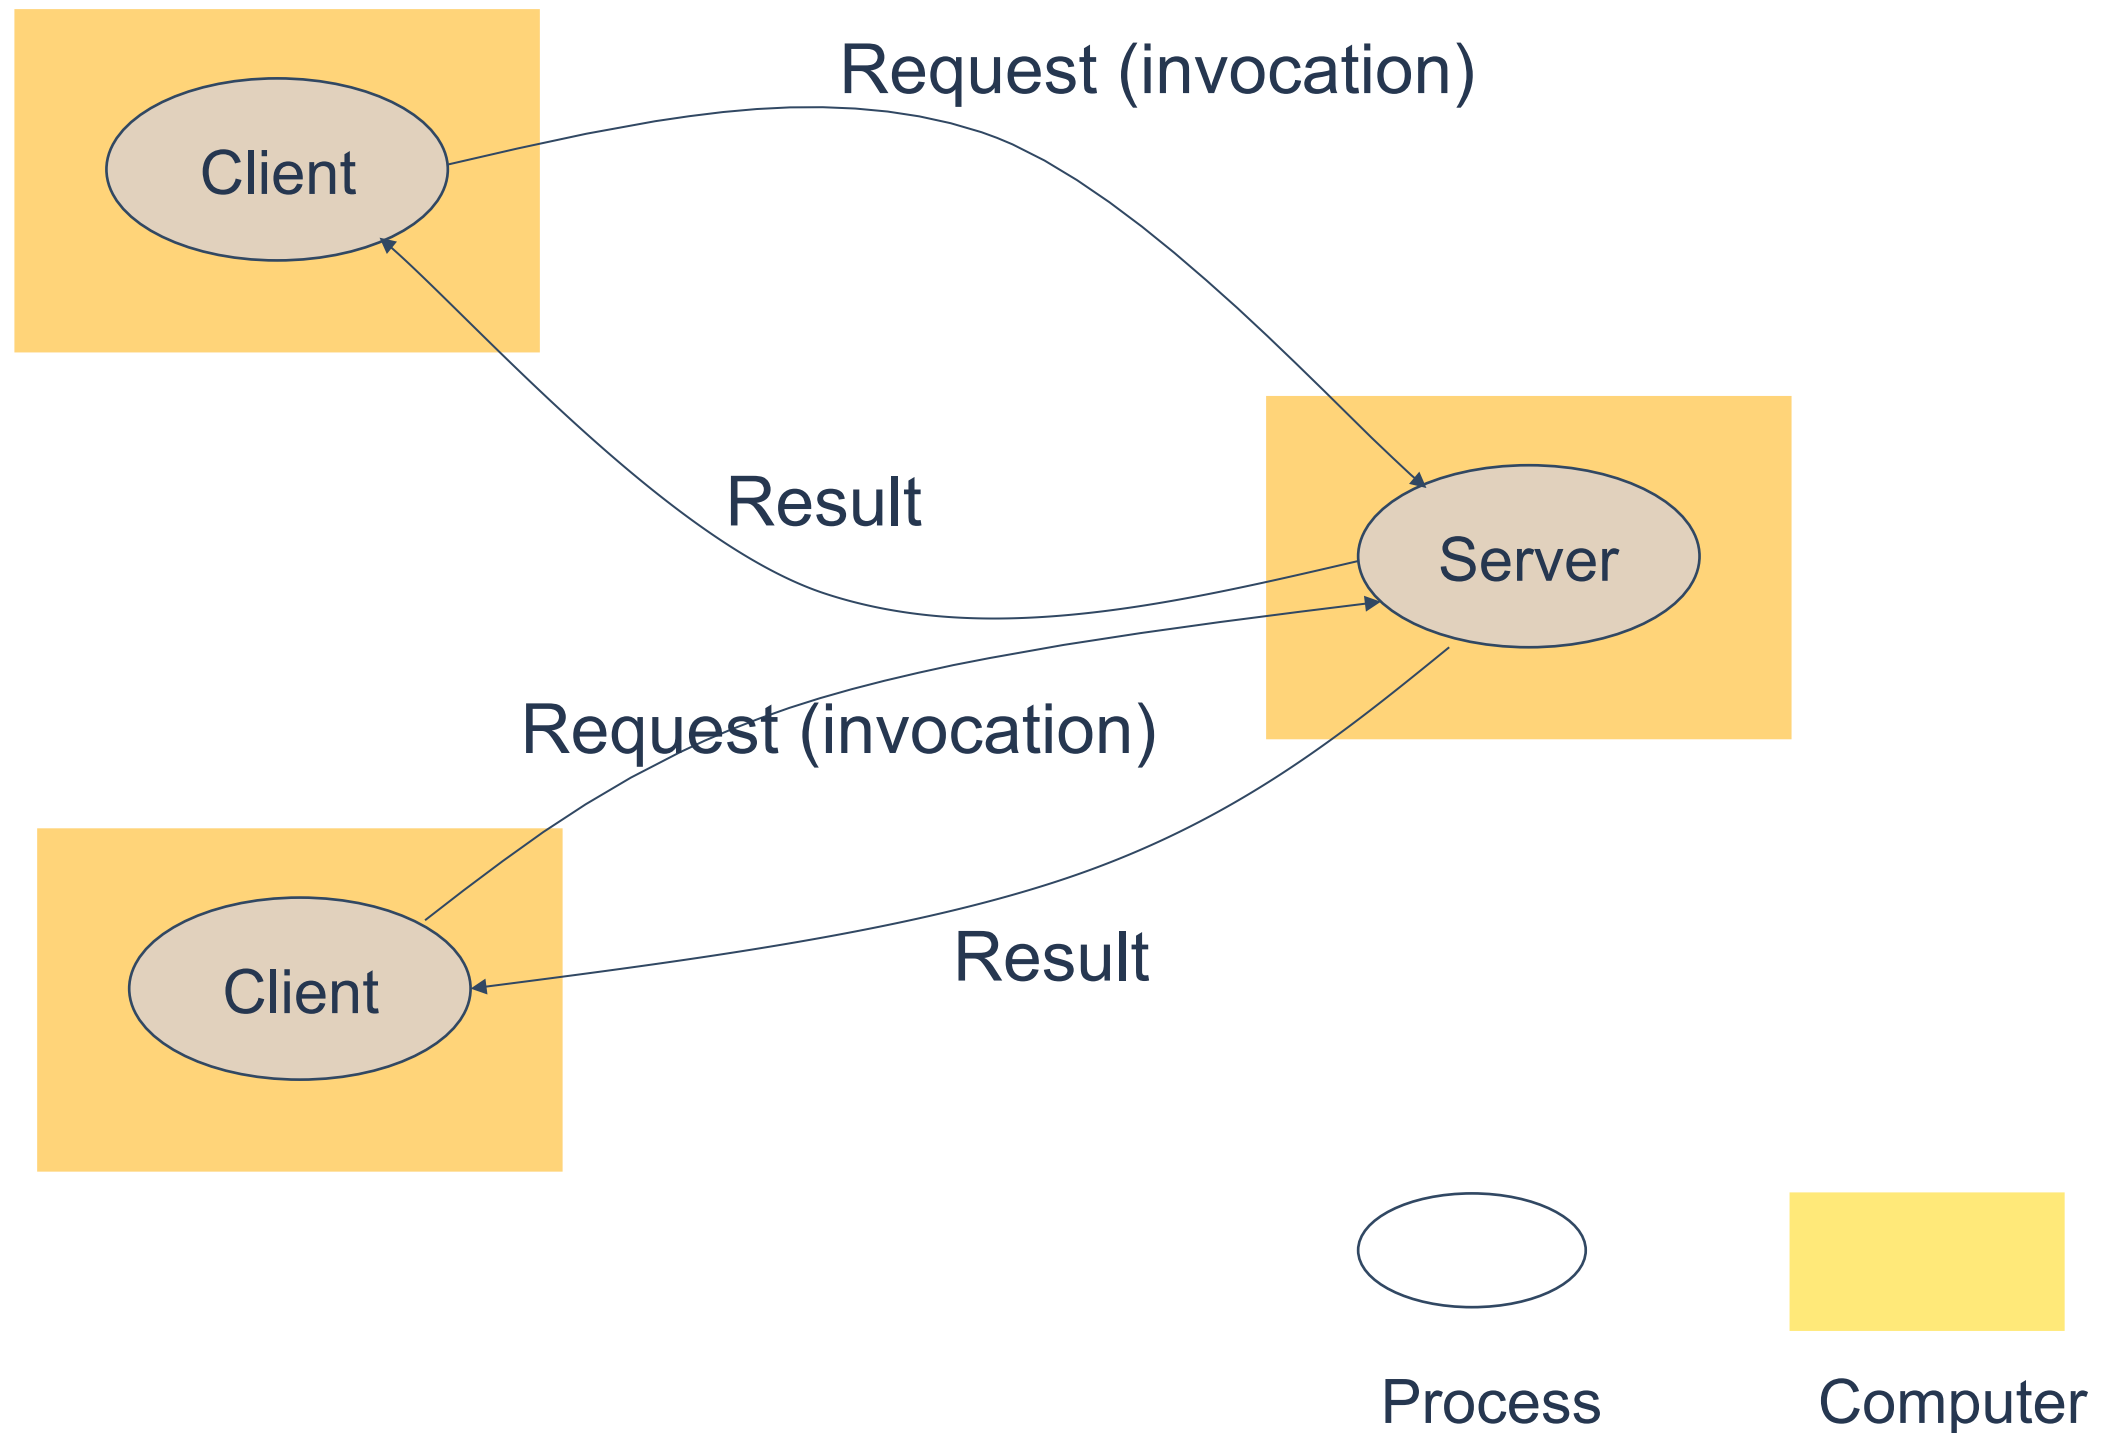 Request (invocation)
Client
Result
Server
Request (invocation)
Result
Client
Process
Computer